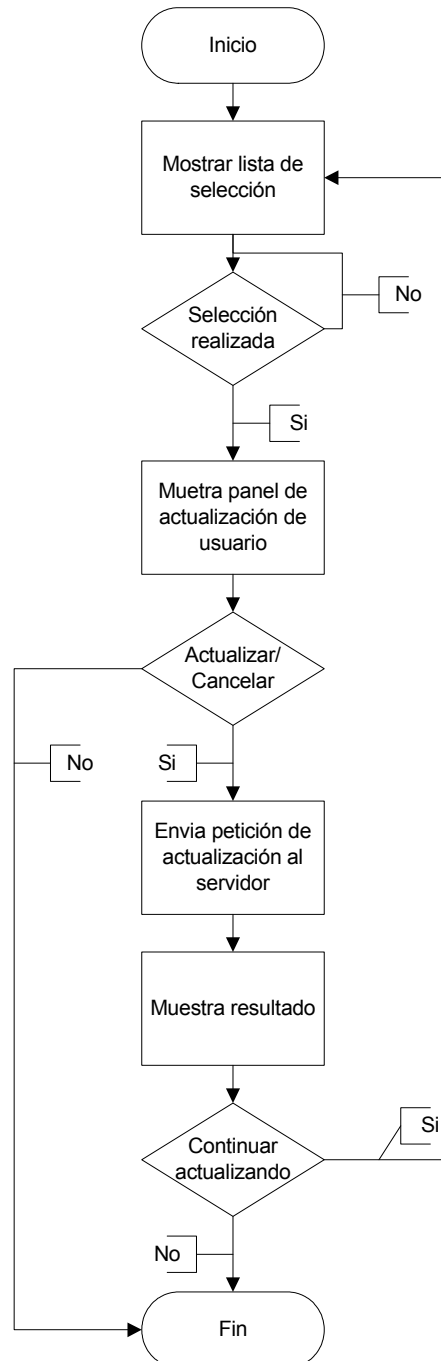 Inicio
Mostrar lista de
selección
No
Selección
realizada
Si
Muetra panel de
actualización de
usuario
Actualizar/
Cancelar
No
Si
Envia petición de
actualización al
servidor
Muestra resultado
Si
Continuar
actualizando
No
Fin